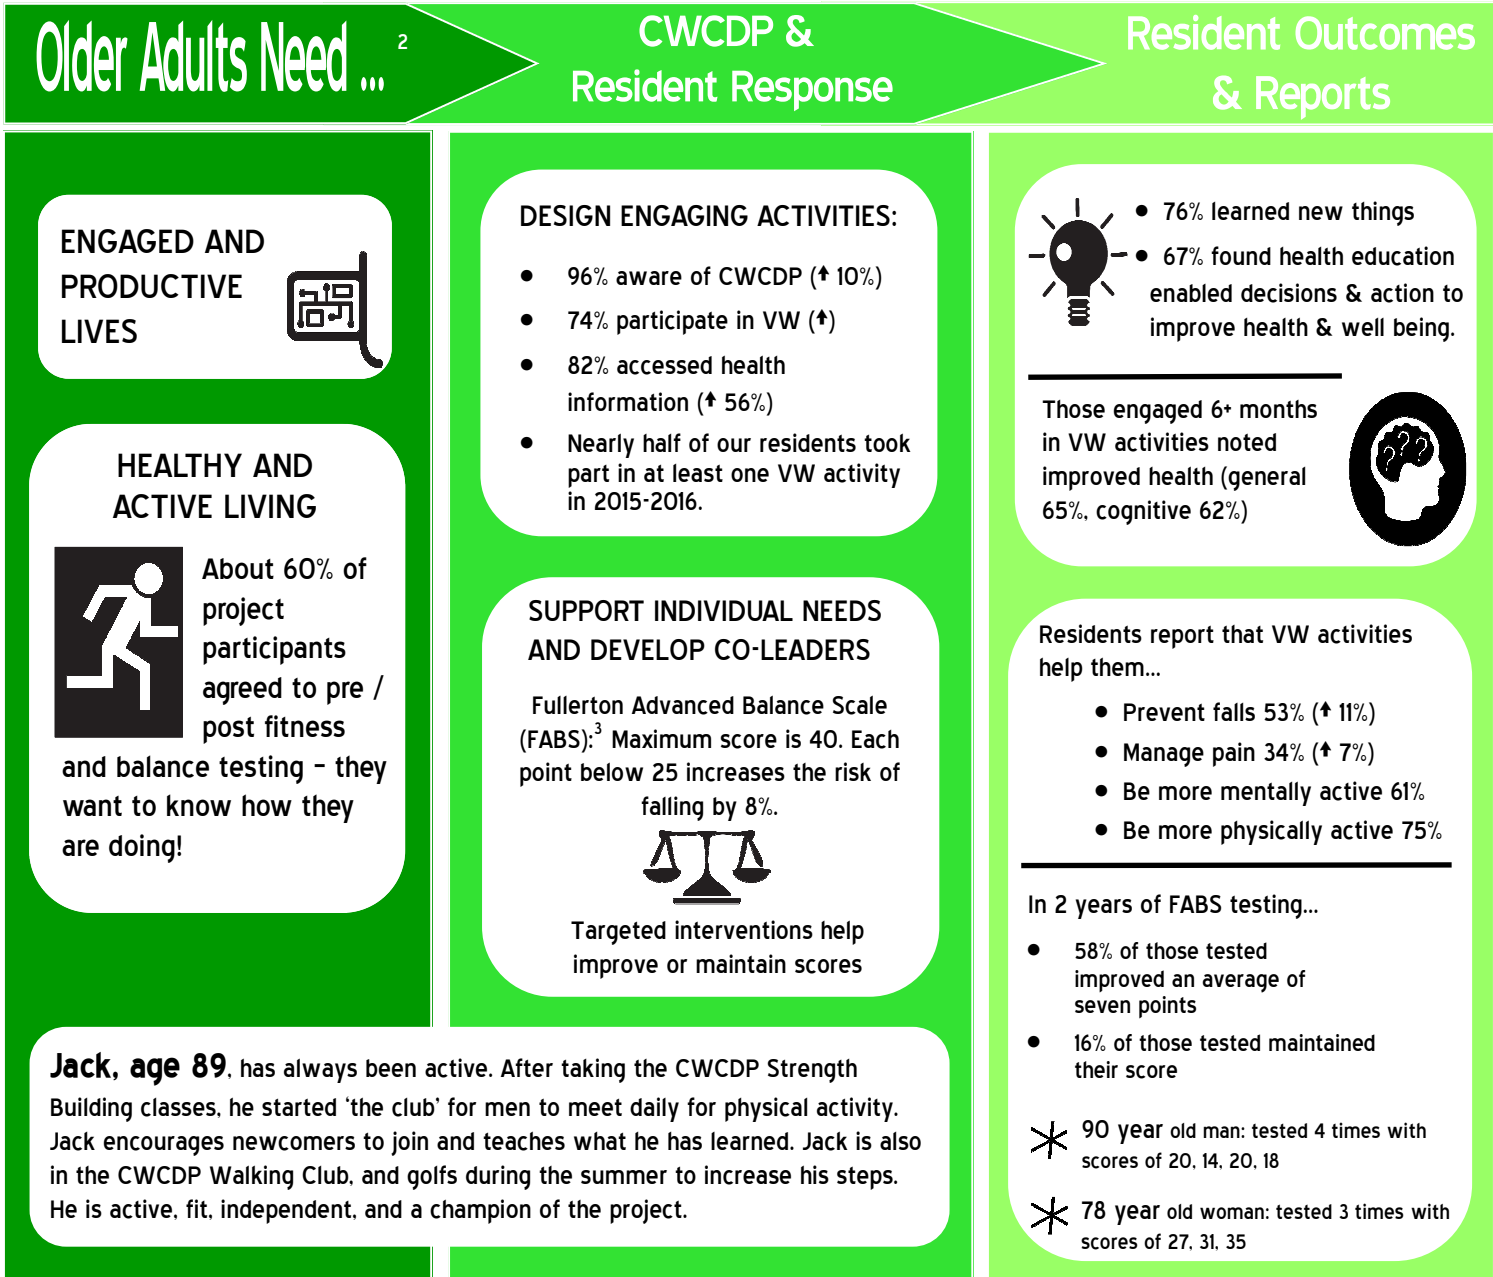 Older Adults Need ... 2
CWCDP &
Resident Response
Resident Outcomes
& Reports
ENGAGED AND
PRODUCTIVE
LIVES
HEALTHY AND
ACTIVE LIVING
About 60% of
project
participants
agreed to pre /
post fitness
and balance testing – they
want to know how they
are doing!
DESIGN ENGAGING ACTIVITIES:
• 96% aware of CWCDP (🠅 10%)
• 74% participate in VW (🠅)
• 82% accessed health
information (🠅 56%)
• Nearly half of our residents took
part in at least one VW activity
in 2015-2016.
SUPPORT INDIVIDUAL NEEDS
AND DEVELOP CO-LEADERS
Fullerton Advanced Balance Scale
(FABS):3 Maximum score is 40. Each
point below 25 increases the risk of
falling by 8%.
Targeted interventions help
improve or maintain scores
Jack, age 89, has always been active. After taking the CWCDP Strength
Building classes, he started ‘the club’ for men to meet daily for physical activity.
Jack encourages newcomers to join and teaches what he has learned. Jack is also
in the CWCDP Walking Club, and golfs during the summer to increase his steps.
He is active, fit, independent, and a champion of the project.
• 76% learned new things
• 67% found health education
enabled decisions & action to
improve health & well being.
Those engaged 6+ months
in VW activities noted
improved health (general
65%, cognitive 62%)
Residents report that VW activities
help them...
• Prevent falls 53% (🠅 11%)
• Manage pain 34% (🠅 7%)
• Be more mentally active 61%
• Be more physically active 75%
In 2 years of FABS testing...
• 58% of those tested
improved an average of
seven points
• 16% of those tested maintained
their score
90 year old man: tested 4 times with
scores of 20, 14, 20, 18
78 year old woman: tested 3 times with
scores of 27, 31, 35